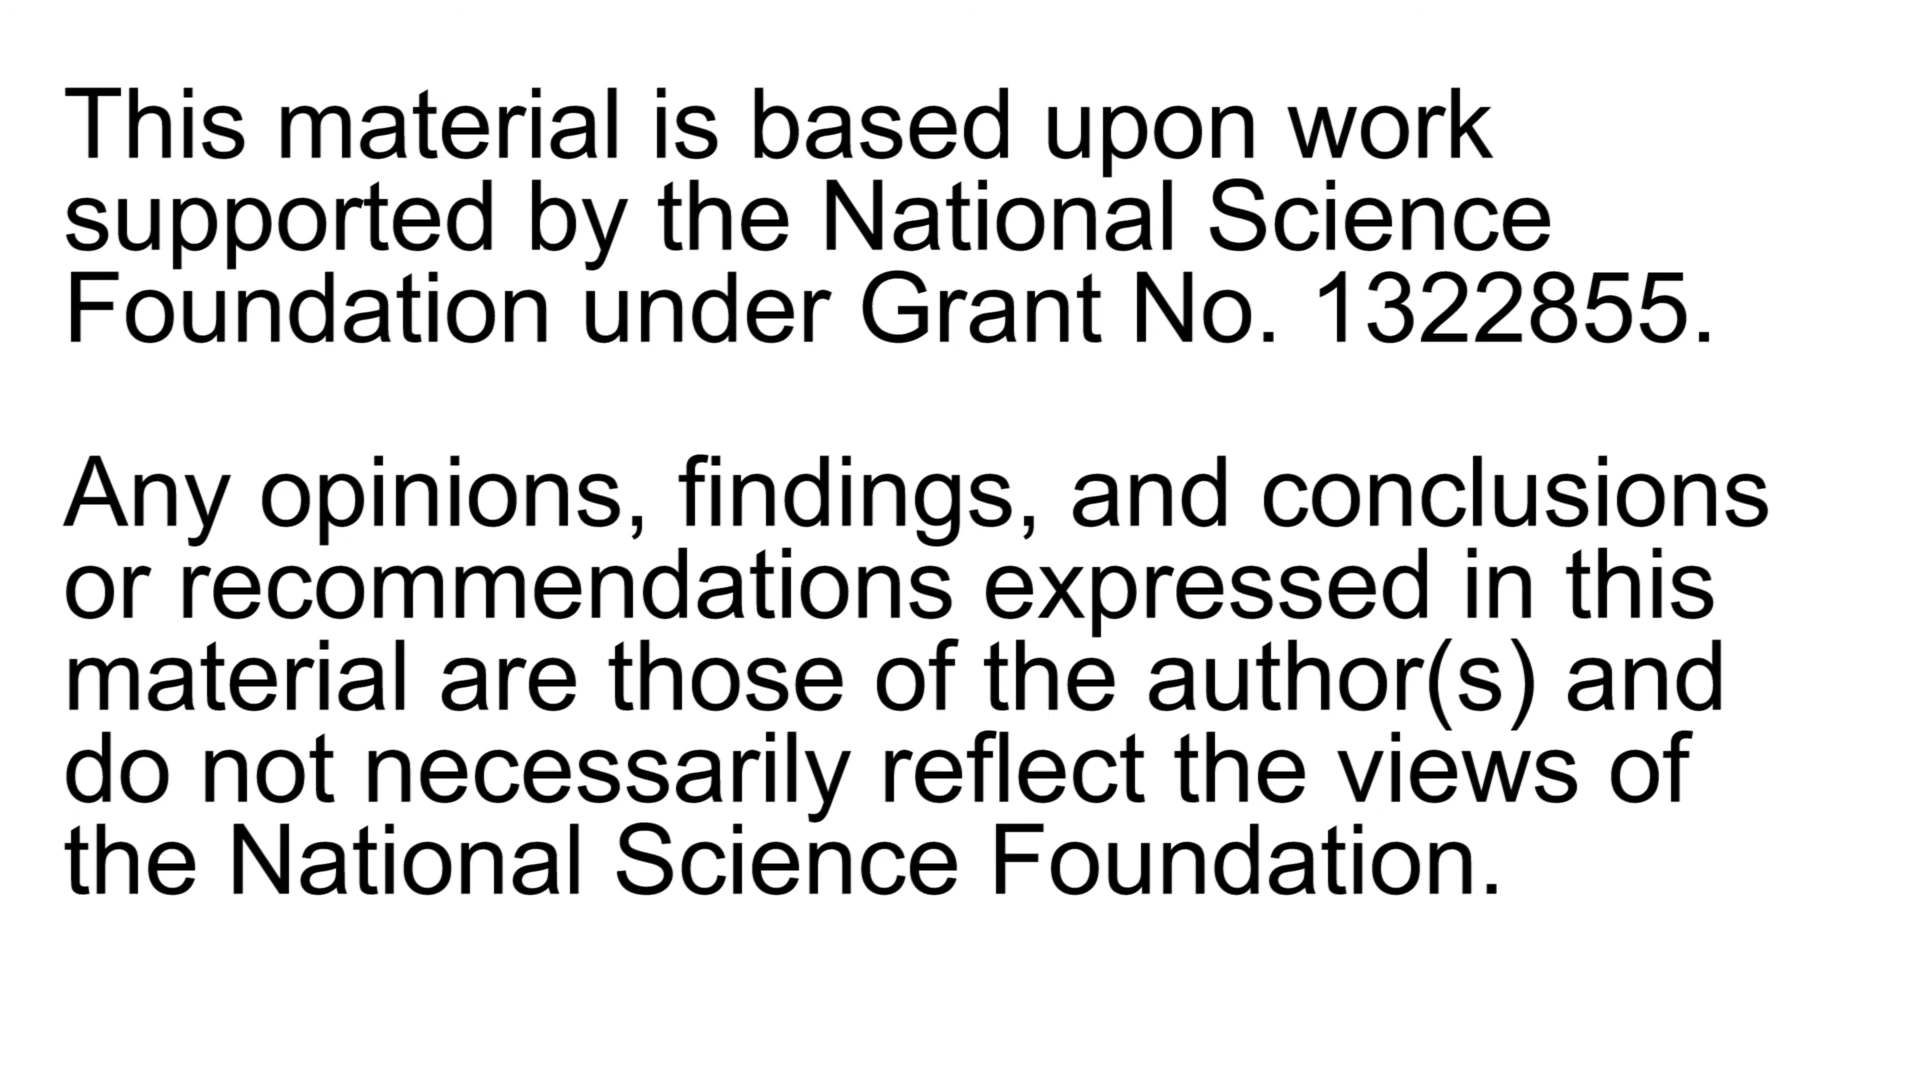 This material is based upon work
supported by the National Science
Foundation under Grant No. 1322855.
Any opinions, findings, and conclusions
or recommendations expressed in this
material are those of the author(s) and
do not necessarily reflect the views of
the National Science Foundation.